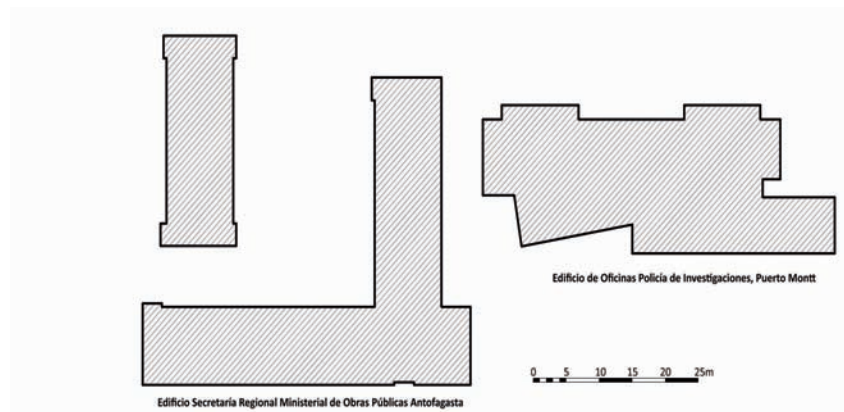 Edificio de Oficinas Policía de Investigaciones, Puerto Montt
0 5 10 15 20 25m
Edificio Secretaría Regional Ministerial de Obras Públicas Antofagasta